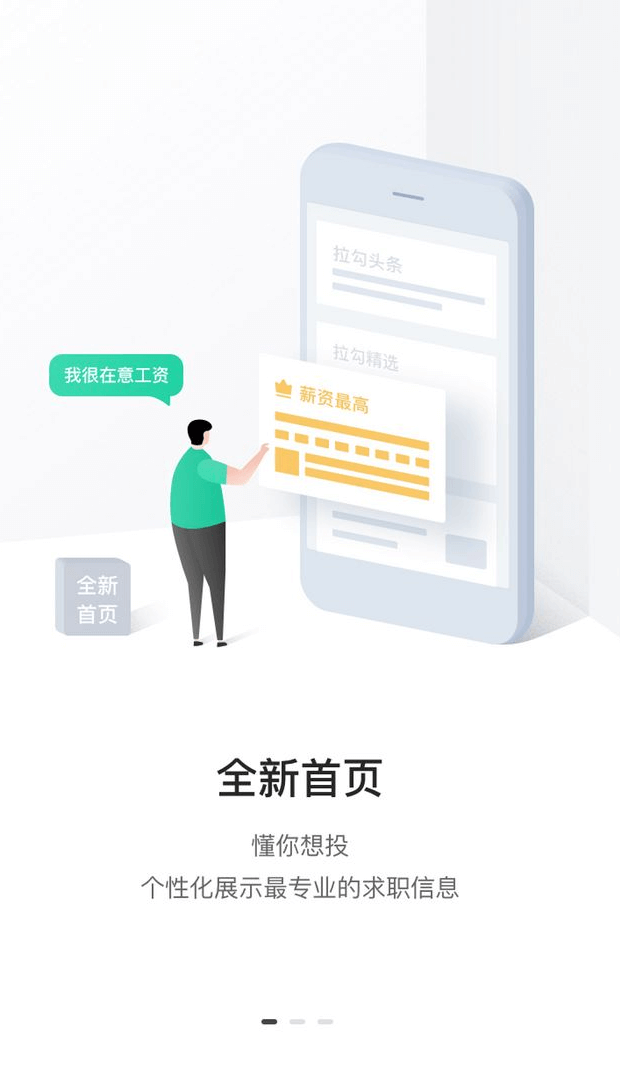 拉勾头条
拉勾精选
我很在意工资
薪资最高
全新
首页
全新首页
懂你想投
个性化展示最专业的求职信息